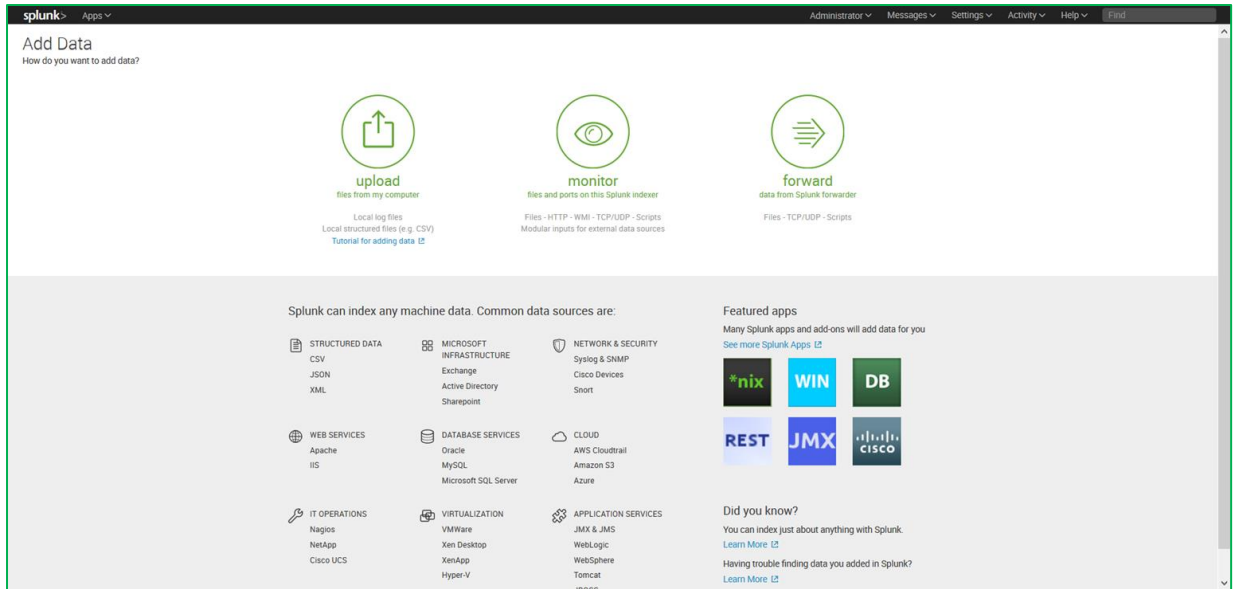 splunk> Apps Administrator Messages Settings Activity Help Find
Add Data
How do you want to add data?
upload
files from my computer
Local log files
Local structured files (e.g. CSV)
Tutorial for adding data
monitor
files and ports on this Splunk indexer
Files - HTTP - WMI - TCP/UDP - Scripts
Modular inputs for external data sources
forward
data from Splunk forwarder
Files - TCP/UDP - Scripts
Splunk can index any machine data. Common data sources are:
STRUCTURED DATA
CSV
JSON
XML
MICROSOFT
INFRASTRUCTURE
Exchange
Active Directory
Sharepoint
NETWORK & SECURITY
Syslog & SNMP
Cisco Devices
Snort
WEB SERVICES
Apache
IIS
DATABASE SERVICES
Oracle
MySQL
Microsoft SQL Server
CLOUD
AWS Cloudtrail
Amazon S3
Azure
IT OPERATIONS
Nagios
NetApp
Cisco UCS
VIRTUALIZATION
VMWare
Xen Desktop
XenApp
Hyper-V
APPLICATION SERVICES
JMX & JMS
WebLogic
WebSphere
Tomcat
Featured apps
Many Splunk apps and add-ons will add data for you
See more Splunk Apps
*nix
WIN
DB
REST
JMX
CISCO
Did you know?
You can index just about anything with Splunk.
Learn More
Having trouble finding data you added in Splunk?
Learn More